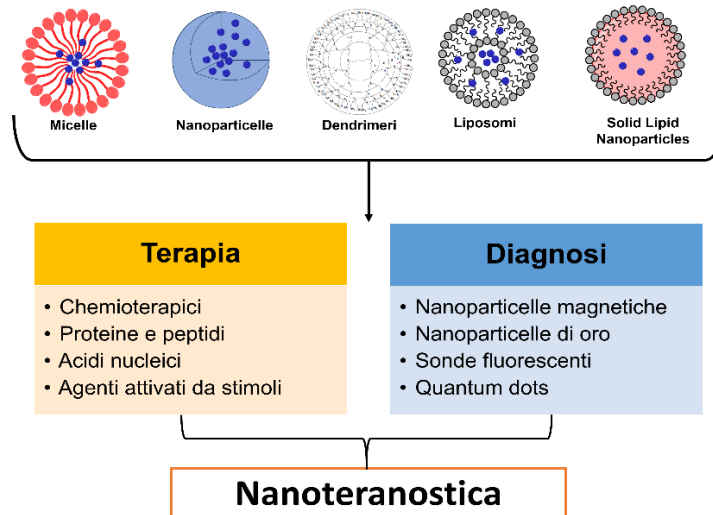 Micelle
Nanoparticelle
Dendrimeri
Liposomi
Solid Lipid
Nanoparticles
Terapia
• Chemioterapici
• Proteine e peptidi
• Acidi nucleici
• Agenti attivati da stimoli
Diagnosi
• Nanoparticelle magnetiche
• Nanoparticelle di oro
• Sonde fluorescenti
• Quantum dots
Nanoteranostica